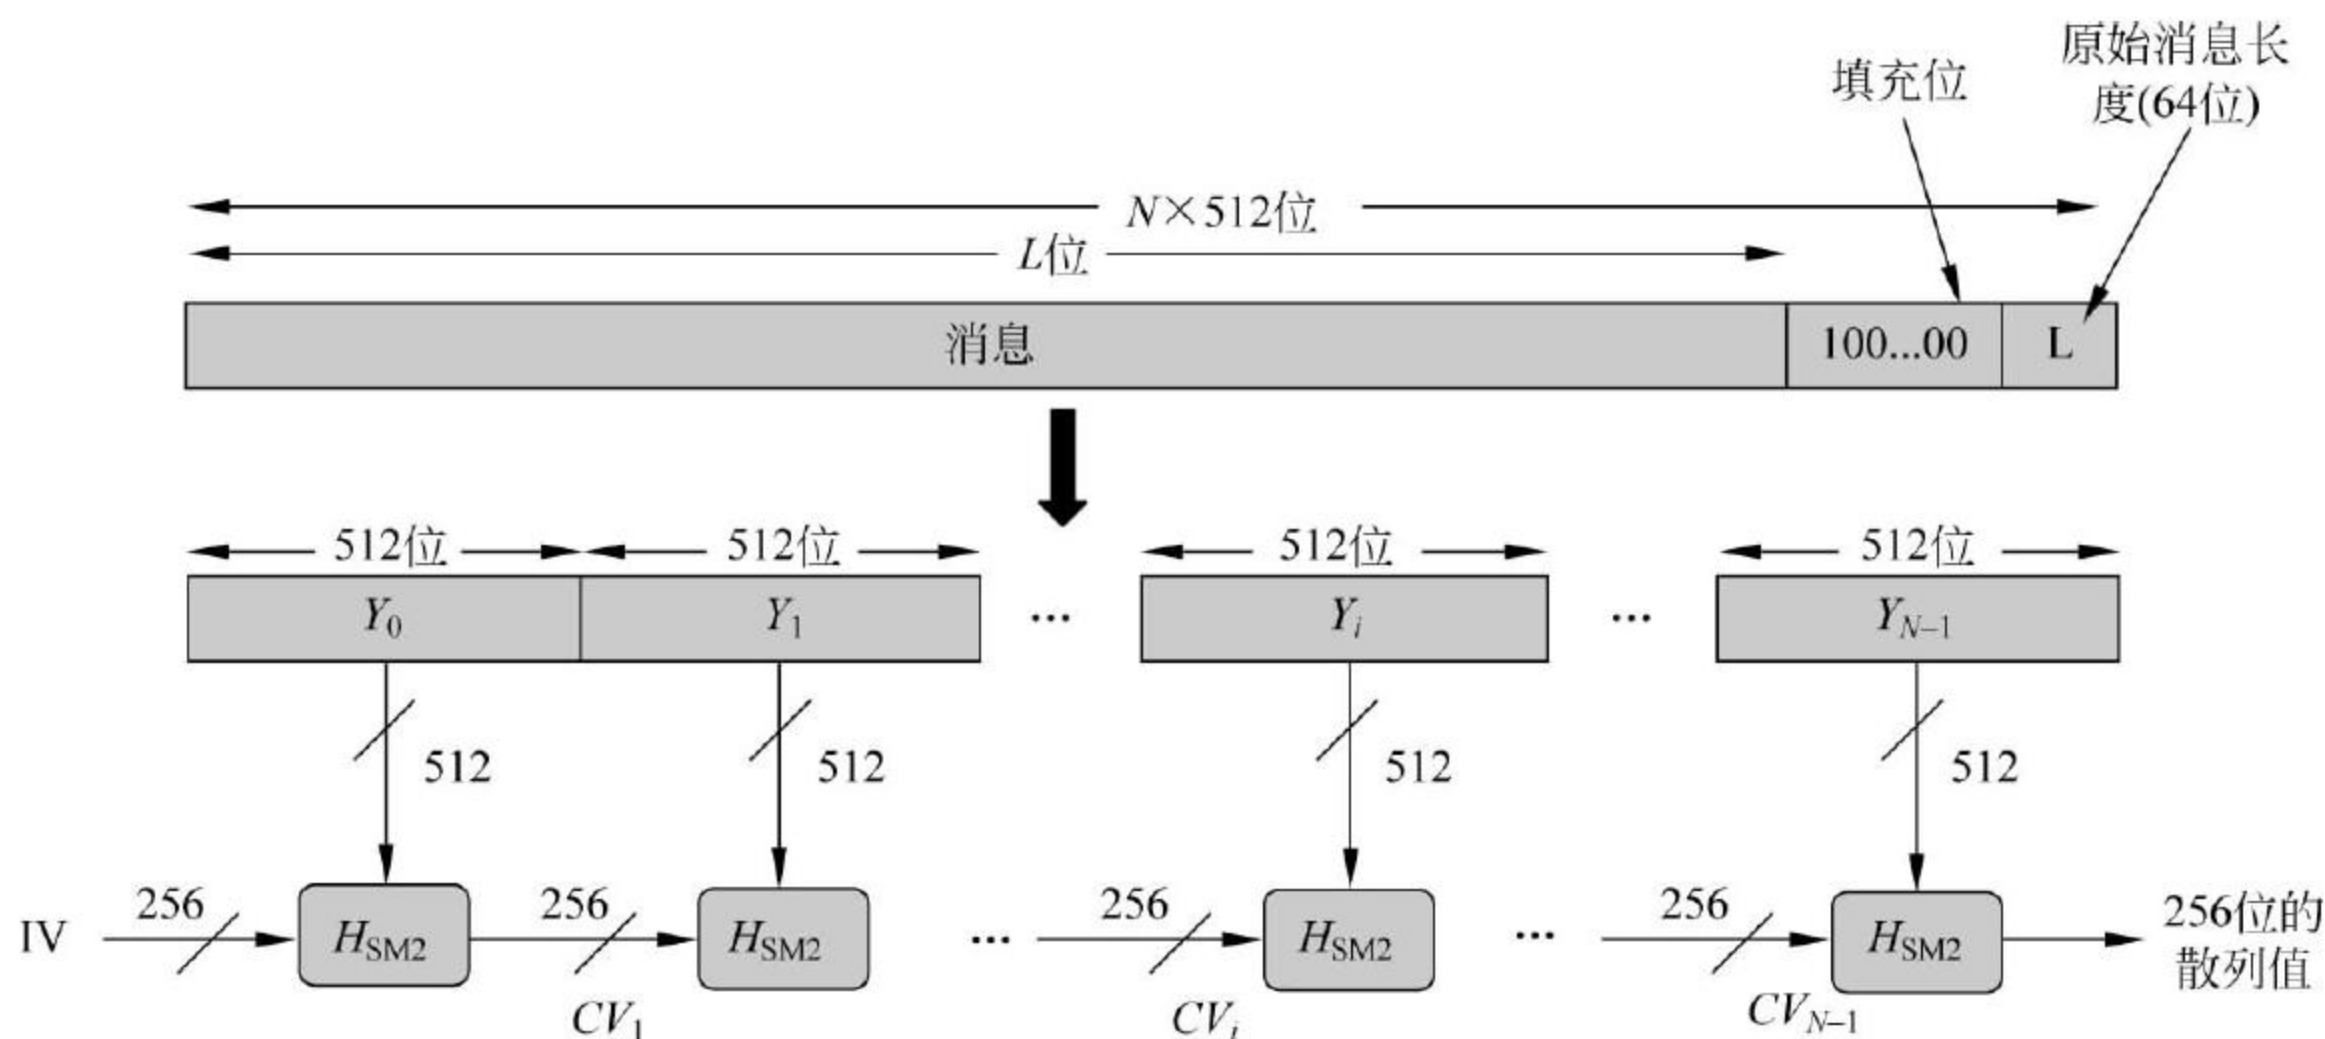 原始消息长
度(64位)
填充位
N×512位
L位
消息
100...00
L
512位
512位
512位
512位
Y0
Y1
...
Yi
...
YN–1
512
512
512
512
IV
256
HSM2
256
HSM2
...
256
HSM2
...
256
HSM2
256位的
散列值
CV1
CVi
CVN–1